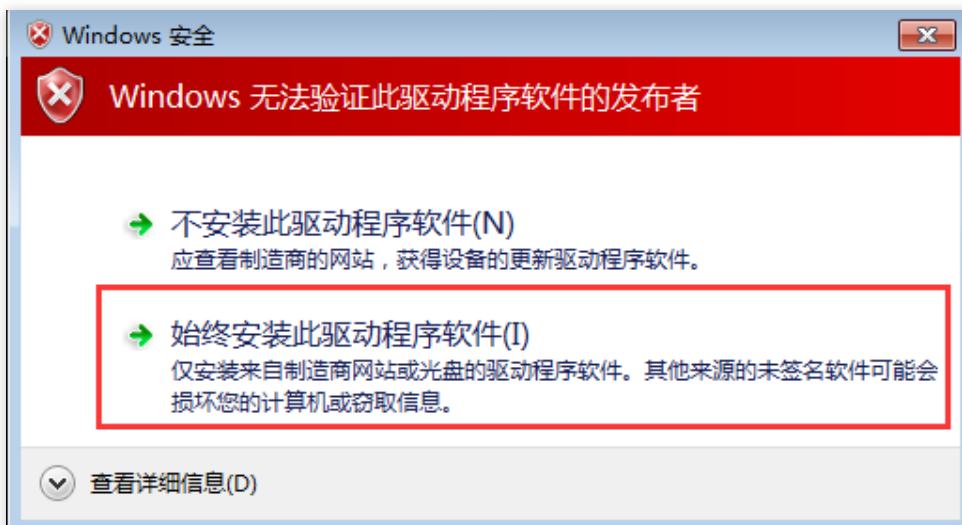 Windows 安全
Windows 无法验证此驱动程序软件的发布者
不安装此驱动程序软件(N)
应查看制造商的网站，获得设备的更新驱动程序软件。
始终安装此驱动程序软件(I)
仅安装来自制造商网站或光盘的驱动程序软件。其他来源的未签名软件可能会
损坏您的计算机或窃取信息。
查看详细信息(D)